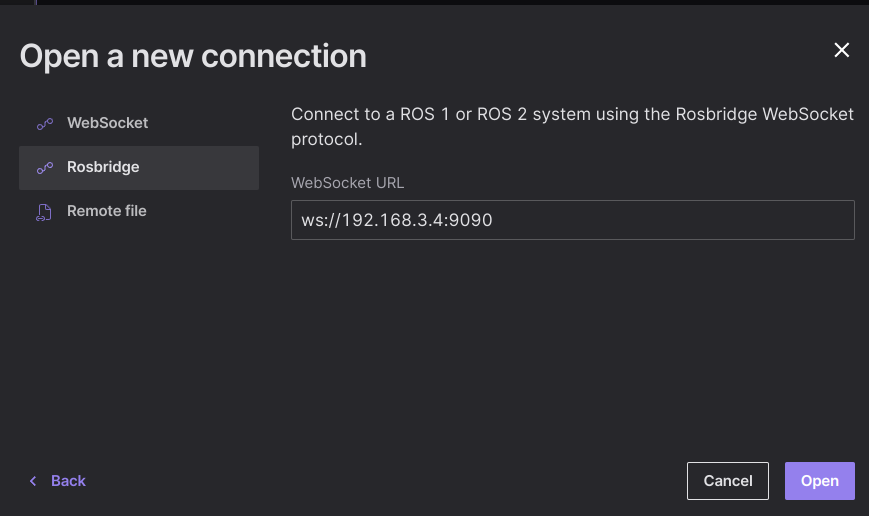 Open a new connection
WebSocket
Rosbridge
Remote file
Connect to a ROS 1 or ROS 2 system using the Rosbridge WebSocket
protocol.
WebSocket URL
ws://192.168.3.4:9090
Back
Cancel
Open